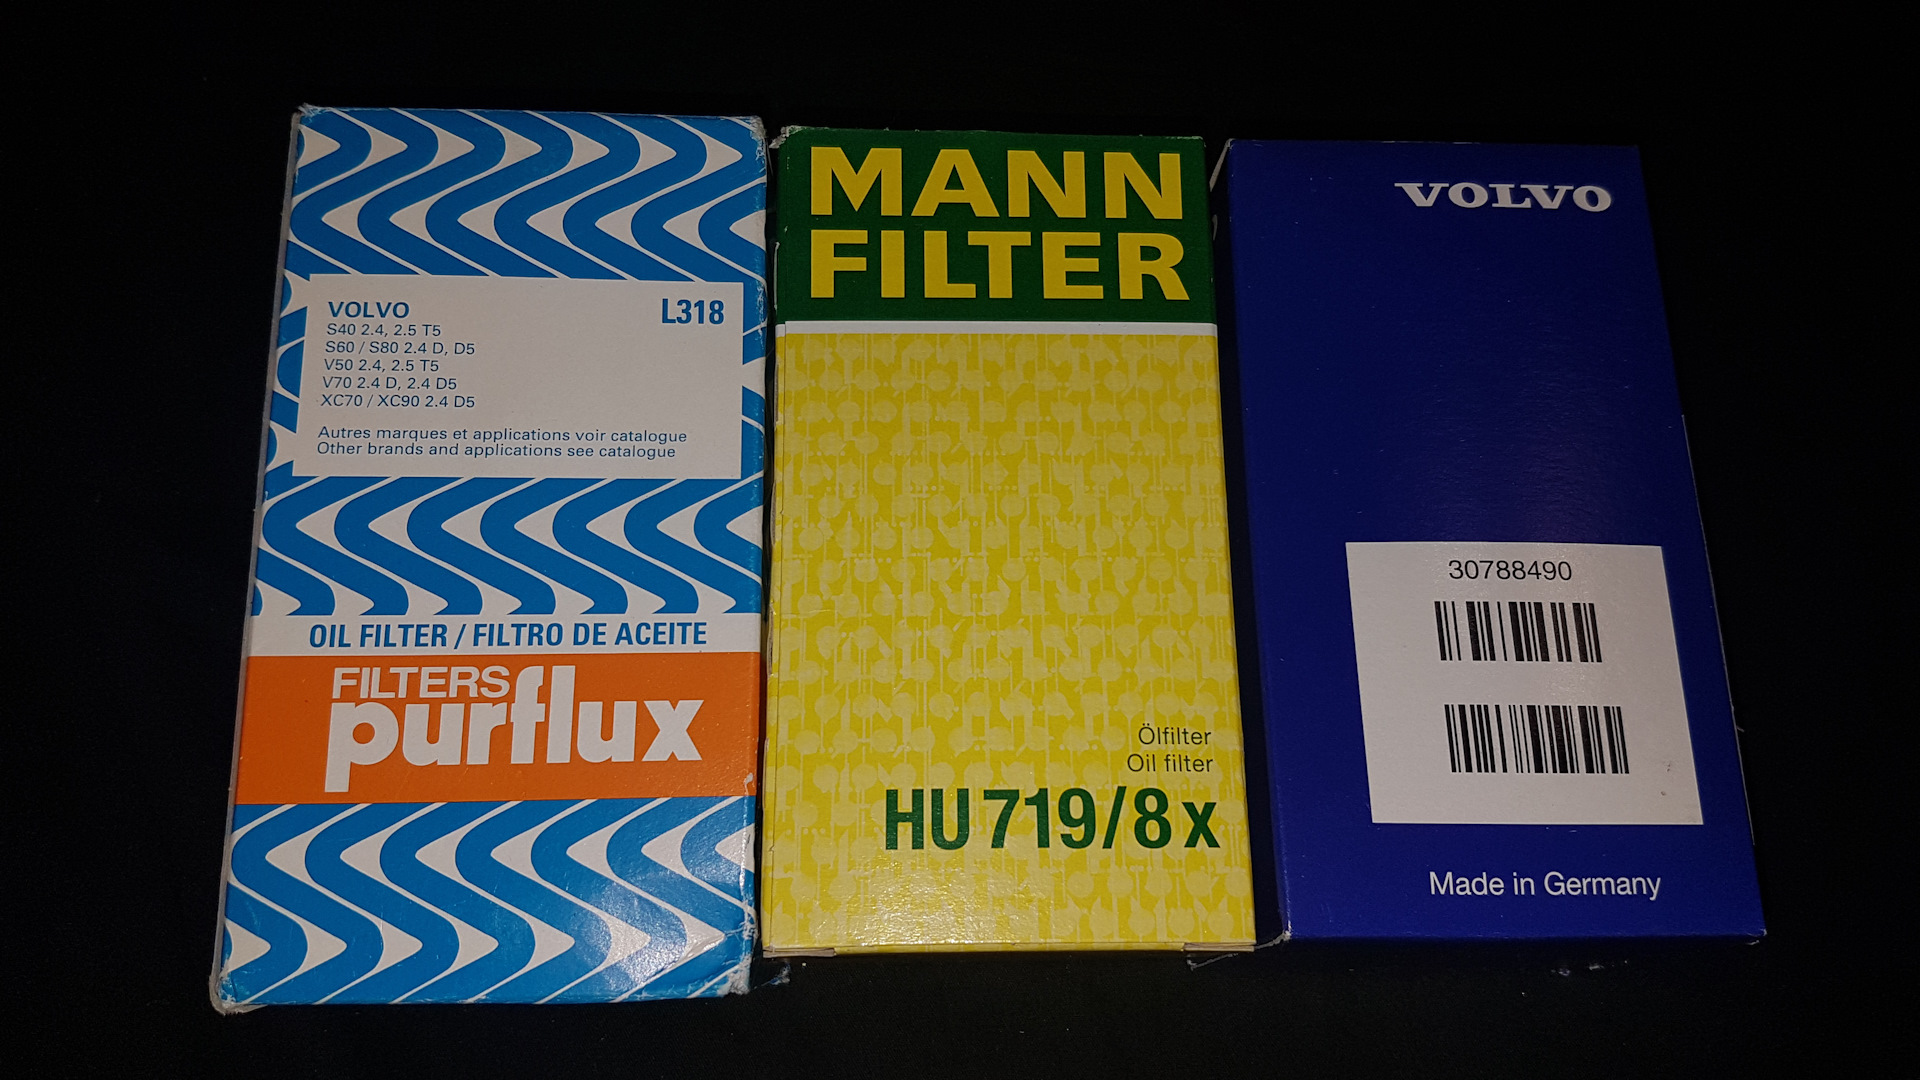 VOLVO L318
S40 2.4, 2.5 T5
S60 / S80 2.4 D, D5
V50 2.4, 2.5 T5
V70 2.4 D, 2.4 D5
XC70 / XC90 2.4 D5
Autres marques et applications voir catalogue
Other brands and applications see catalogue
OIL FILTER / FILTRO DE ACEITE
FILTERS
purflux
MANN
FILTER
Ölfilter
Oil filter
HU 719/8 x
VOLVO
30788490
Made in Germany